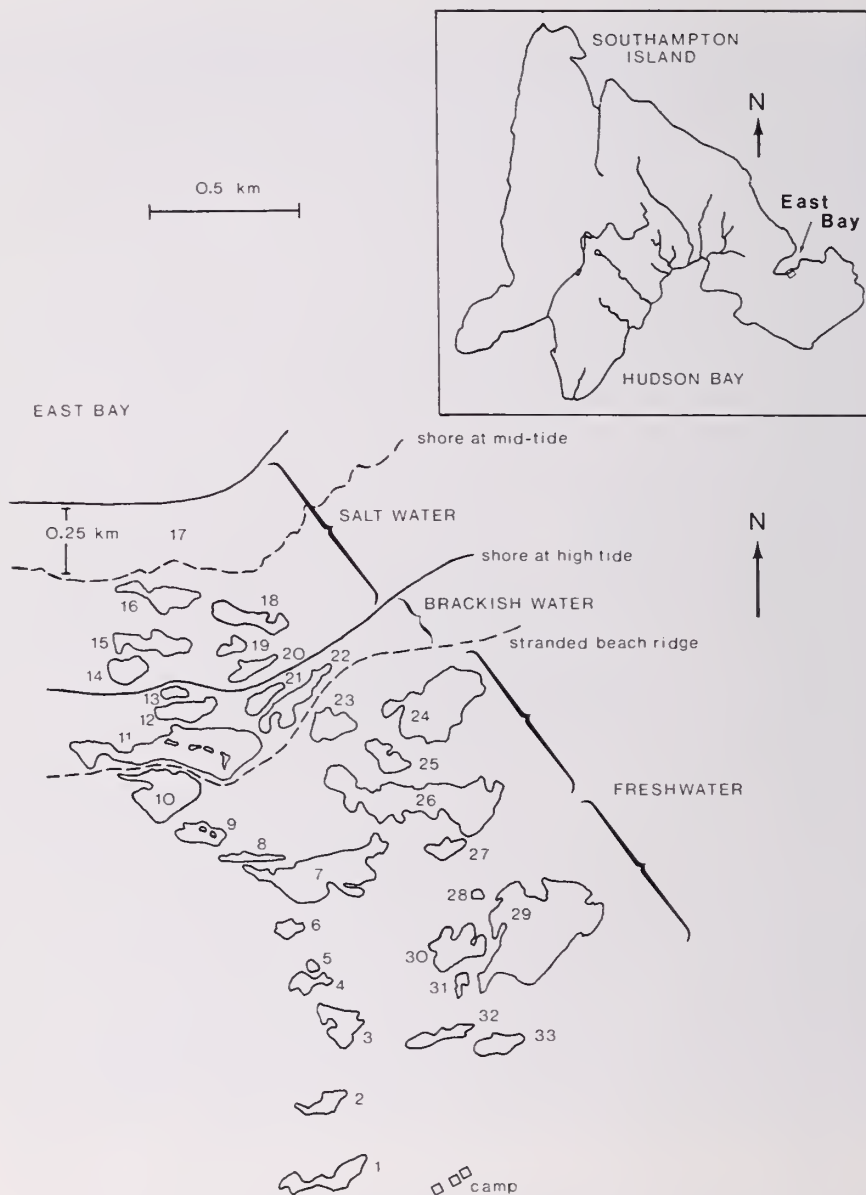 SOUTHAMPTON
ISLAND
N
East
Bay
HUDSON BAY
0.5 km
EAST BAY
shore at mid-tide
SALT WATER
0.25 km
17
N
shore at high tide
BRACKISH WATER
stranded beach ridge
16
18
15
19
20
14
22
13
21
12
23
24
11
25
10
26
FRESHWATER
9
27
8
7
28
29
6
30
5
31
4
32
3
33
2
1
camp